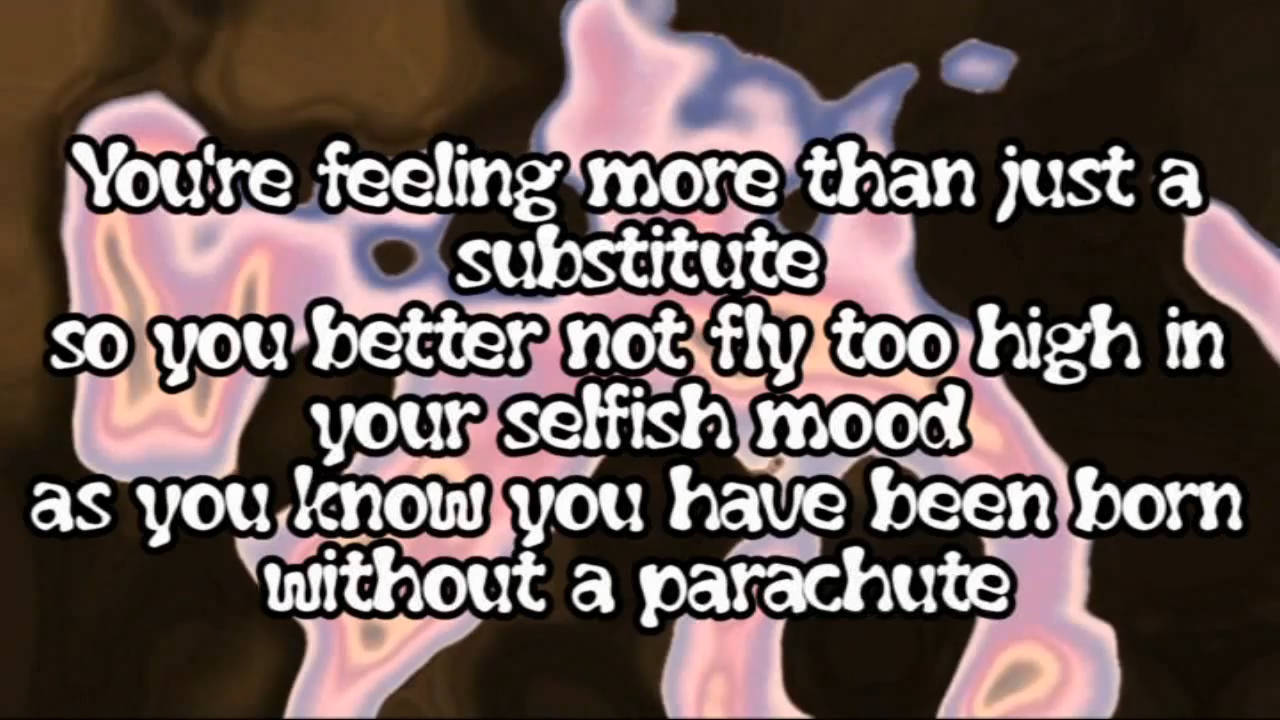 You're feeling more than just a
substitute
so you better not fly too high in
your selfish mood
as you know you have been born
without a parachute